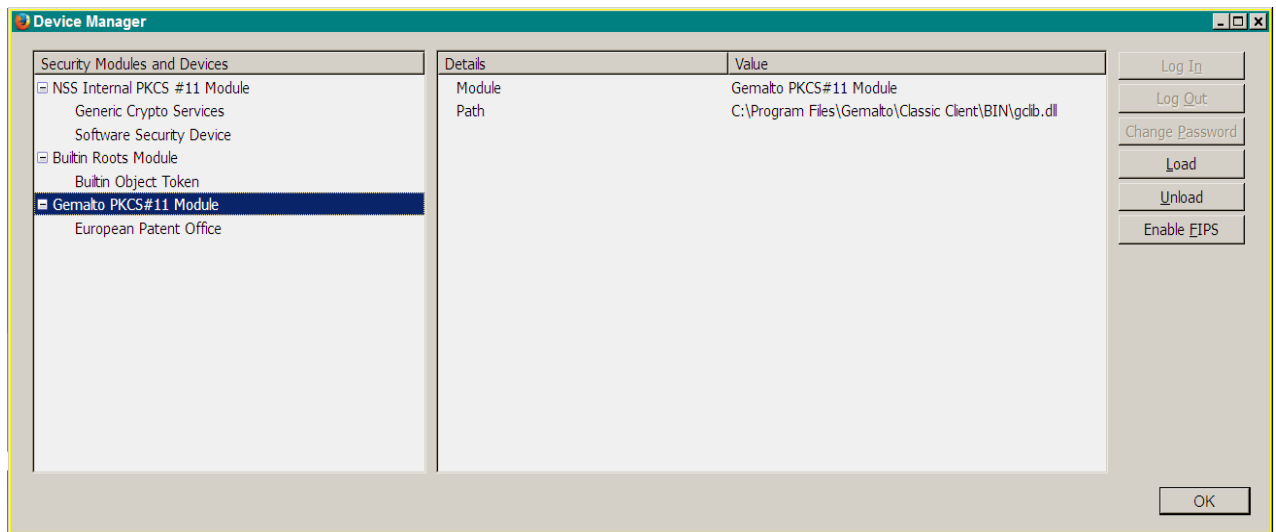 Device Manager
Security Modules and Devices
NSS Internal PKCS #11 Module
Generic Crypto Services
Software Security Device
Builtin Roots Module
Builtin Object Token
Gemalto PKCS#11 Module
European Patent Office
Details Value
Module Gemalto PKCS#11 Module
Path C:\Program Files\Gemalto\Classic Client\BIN\gclib.dll
Log In
Log Out
Change Password
Load
Unload
Enable FIPS
OK